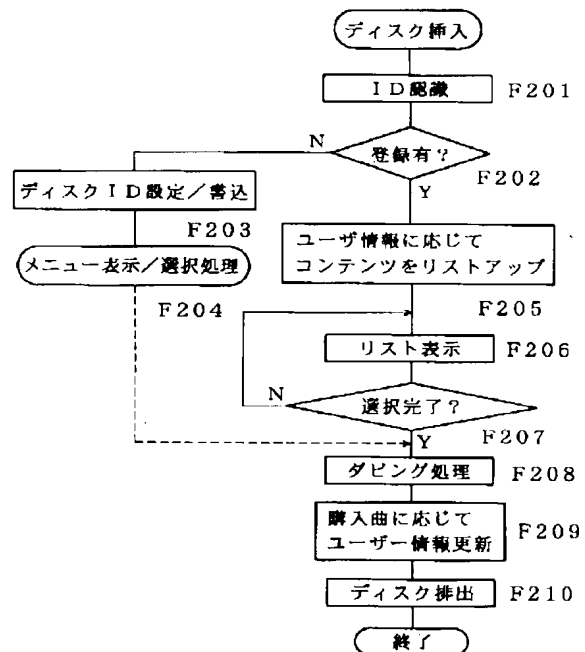 ディスク挿入
ID認識 F201
N
登録有?
F202
Y
ディスクID設定/書込
F203
メニュー表示/選択処理
F204
ユーザ情報に応じて
コンテンツをリストアップ
F205
リスト表示 F206
N
選択完了?
F207
Y
ダビング処理 F208
購入曲に応じて
ユーザー情報更新
F209
ディスク排出 F210
終了